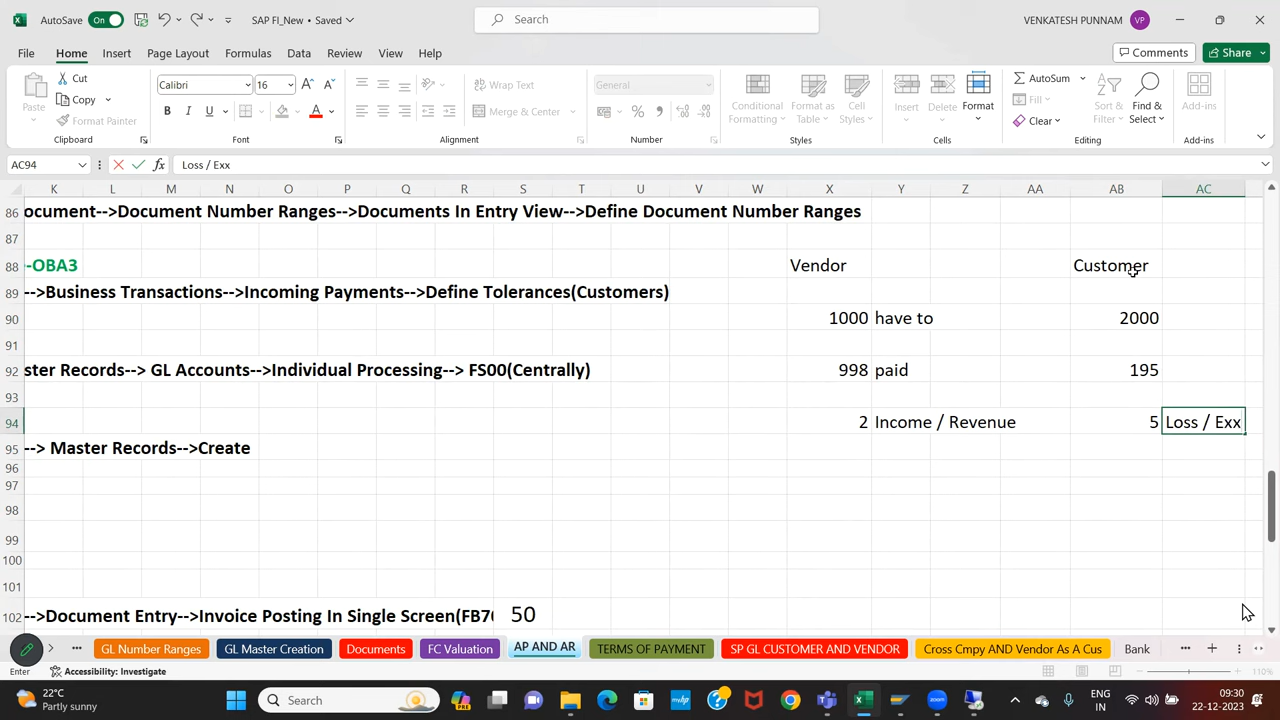 AutoSave On SAP FI_New • Saved Search VENKATESH PUNNAM VP
File Home Insert Page Layout Formulas Data Review View Help Comments Share
Paste Cut Copy Format Painter Clipboard
Calibri 16 B I U Font
Wrap Text Merge & Center Alignment
General Number
Conditional Formatting Format as Table Cell Styles Styles
Insert Delete Format Cells
AutoSum Fill Clear Sort & Filter Find & Select Editing
Add-ins Add-ins
AC94 fx Loss / Exx
K L M N O P Q R S T U V W X Y Z AA AB AC
86 ocument-->Document Number Ranges-->Documents In Entry View-->Define Document Number Ranges
87
88 -OBA3 Vendor Customer
89 -->Business Transactions-->Incoming Payments-->Define Tolerances(Customers)
90 1000 have to 2000
91
92 ster Records--> GL Accounts-->Individual Processing--> FS00(Centrally) 998 paid 195
93
94 2 Income / Revenue 5 Loss / Exx
95 --> Master Records-->Create
96
97
98
99
100
101
102 -->Document Entry-->Invoice Posting In Single Screen(FB70 50
GL Number Ranges GL Master Creation Documents FC Valuation AP AND AR TERMS OF PAYMENT SP GL CUSTOMER AND VENDOR Cross Cmpy AND Vendor As A Cus Bank
Enter Accessibility: Investigate 110%
22°C Partly sunny Search ENG IN 09:30 22-12-2023